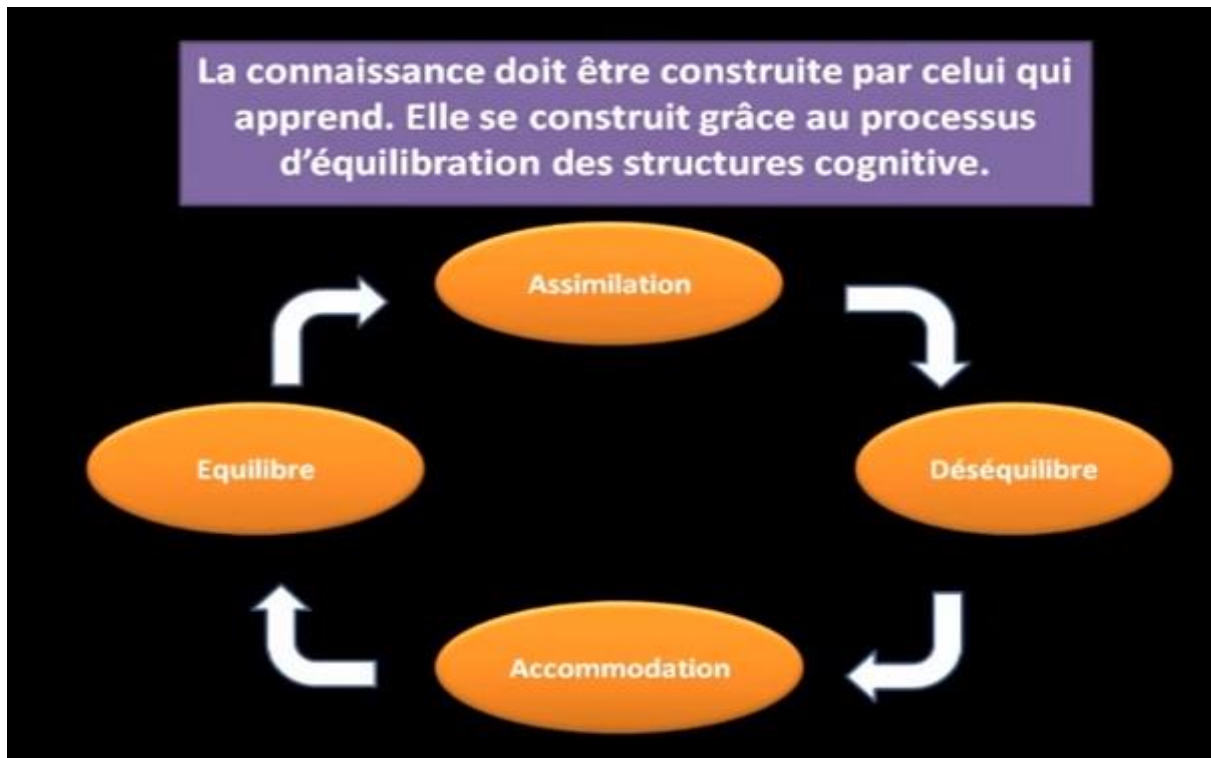 La connaissance doit être construite par celui qui
apprend. Elle se construit grâce au processus
d’équilibration des structures cognitive.
Assimilation
Equilibre
Déséquilibre
Accommodation